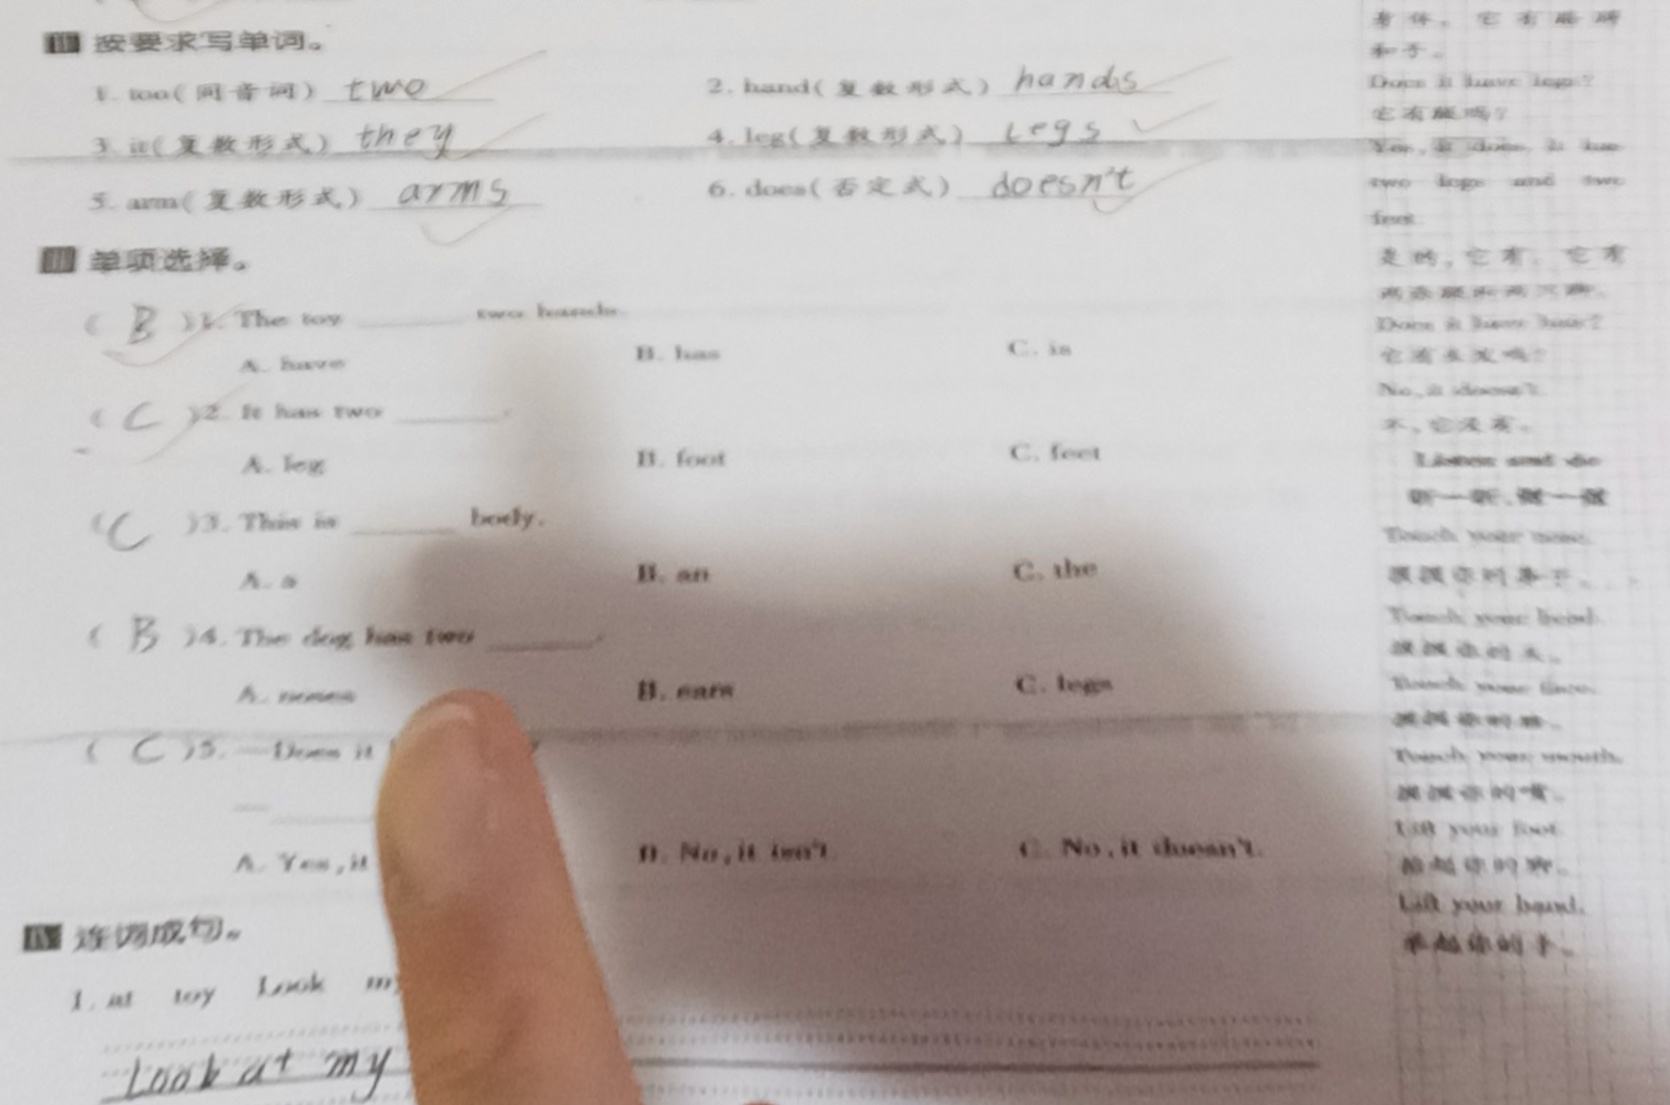 按要求写单词。
1. too(同音词) two 2. hand(复数形式) hands
3. it(复数形式) they 4. leg(复数形式) Legs
5. arm(复数形式) arms 6. does(否定式) doesn't
单项选择。
( B )1. The toy ______ two hands.
A. have B. has C. is
( C )2. It has two ______.
A. leg B. foot C. feet
( C )3. This is ______ body.
A. a B. an C. the
( B )4. The dog has two ______.
A. noses B. ears C. legs
( C )5. —Does it
—
A. Yes, it B. No, it isn't. C. No, it doesn't.
Ⅳ 连词成句。
1. at toy Look my
Look at my
身体。它有胳膊
和手。
Does it have legs?
它有腿吗?
Yes, it does. It has
two legs and two
feet.
是的,它有。它有
两条腿和两只脚。
Does it have hair?
它有头发吗?
No, it doesn't.
不,它没有。
Listen and do
听一听,做一做
Touch your nose.
摸摸你的鼻子。
Touch your head.
摸摸你的头。
Touch your face.
摸摸你的脸。
Touch your mouth.
摸摸你的嘴。
Lift your foot.
抬起你的脚。
Lift your hand.
举起你的手。